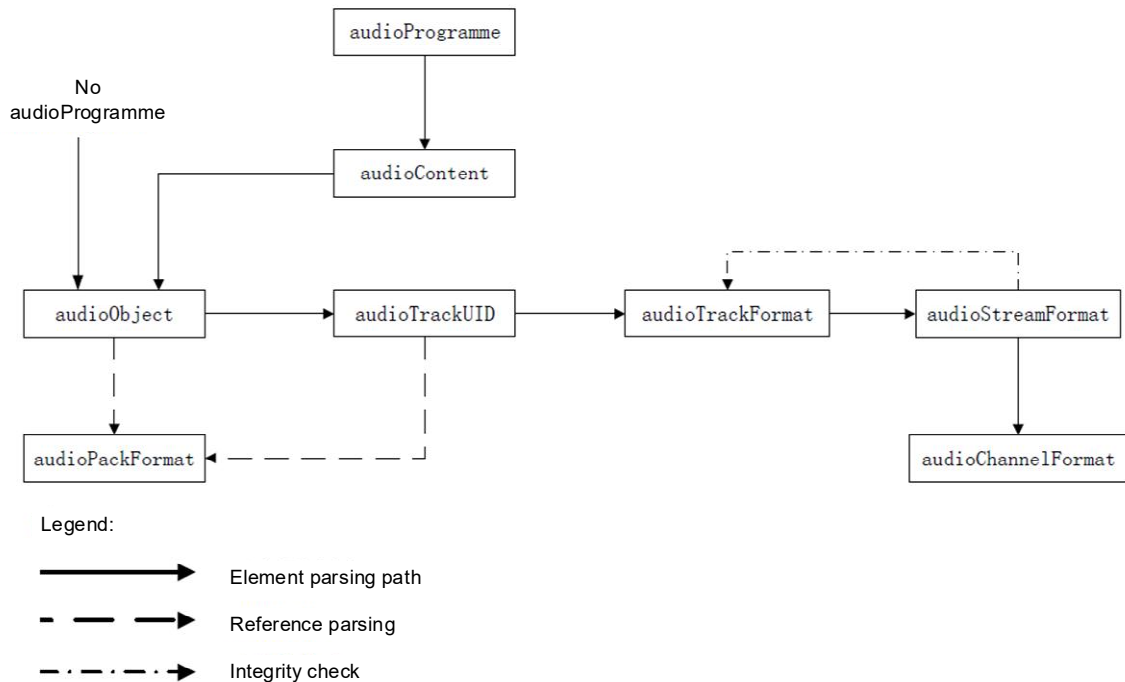 audioProgramme
No
audioProgramme
audioContent
audioObject
audioTrackUID
audioTrackFormat
audioStreamFormat
audioPackFormat
audioChannelFormat
Legend:
Element parsing path
Reference parsing
Integrity check